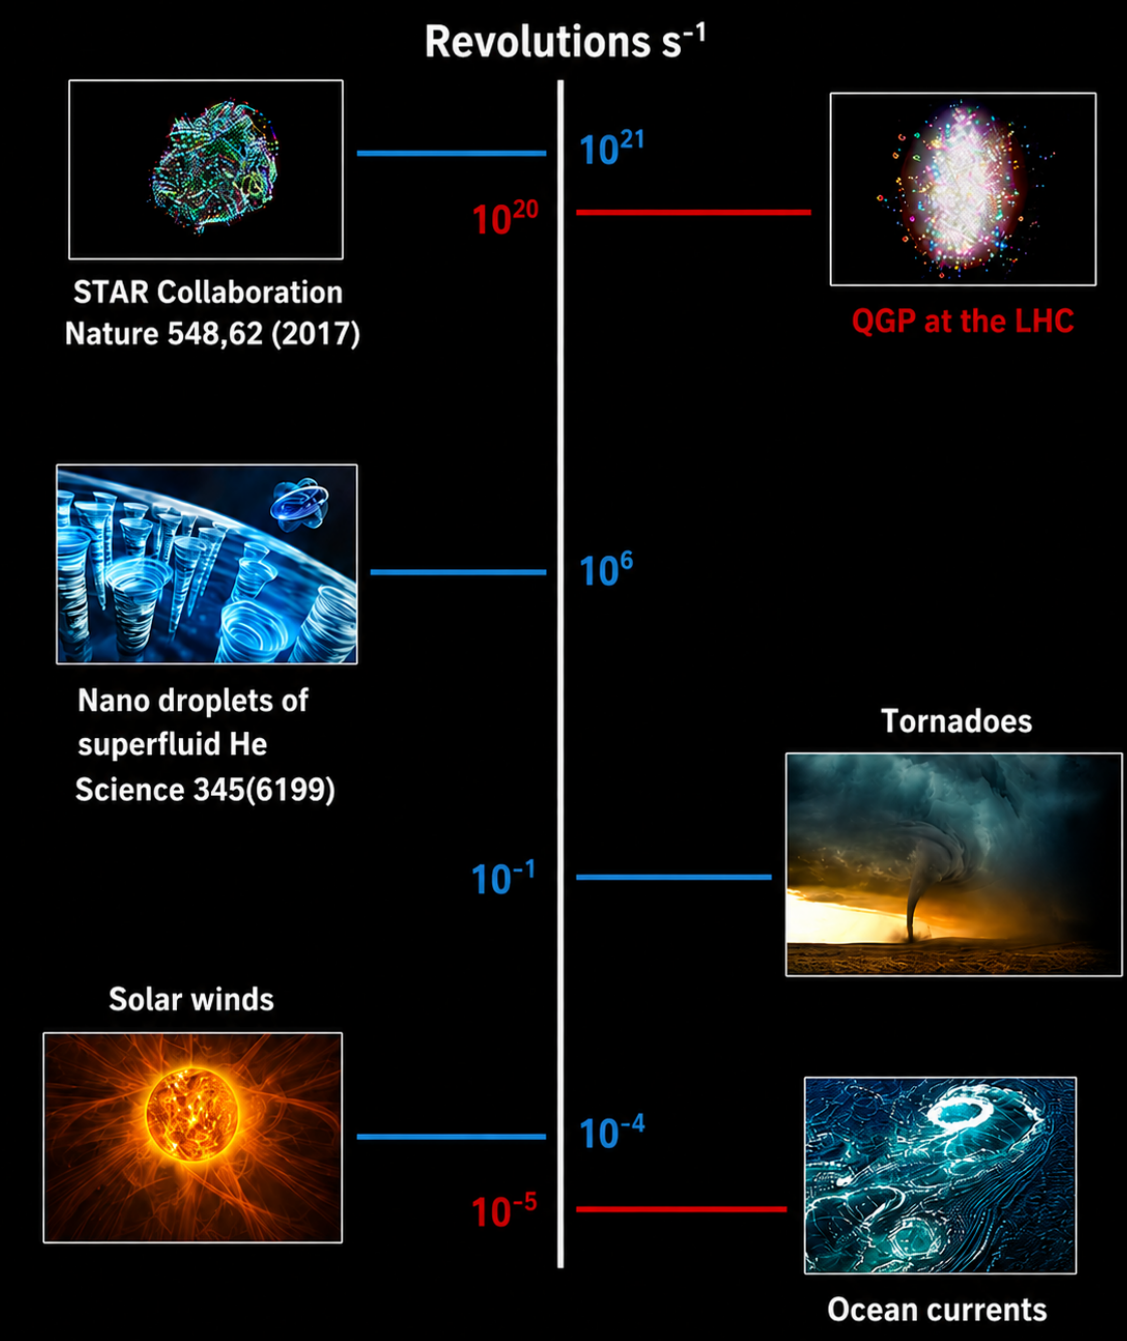 Revolutions s⁻¹
10²¹
10²⁰
STAR Collaboration
Nature 548,62 (2017)
QGP at the LHC
10⁶
Nano droplets of
superfluid He
Science 345(6199)
Tornadoes
10⁻¹
Solar winds
10⁻⁴
10⁻⁵
Ocean currents